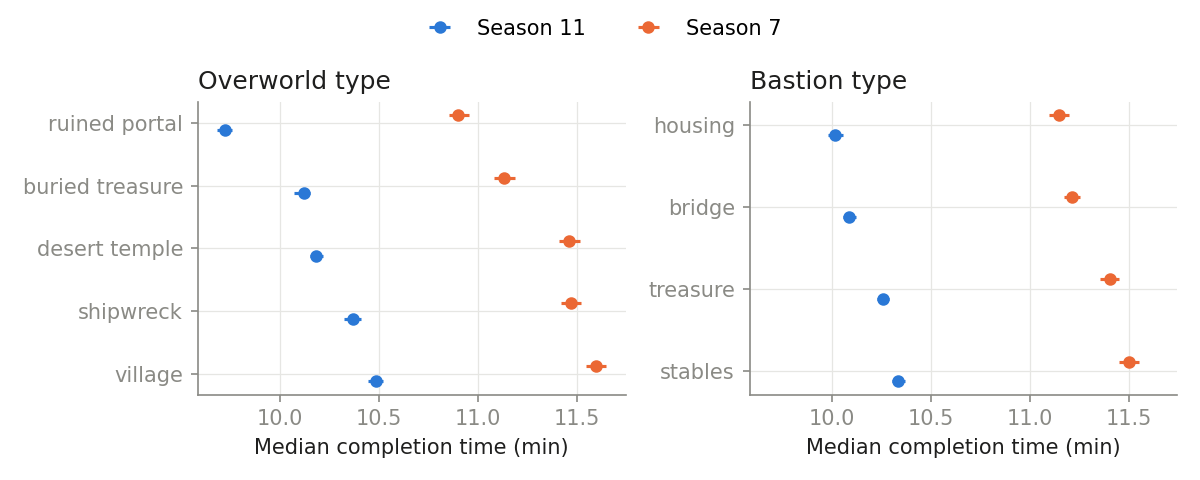 Season 11 Season 7
Overworld type
ruined portal
buried treasure
desert temple
shipwreck
village
10.0 10.5 11.0 11.5
Median completion time (min)
Bastion type
housing
bridge
treasure
stables
10.0 10.5 11.0 11.5
Median completion time (min)